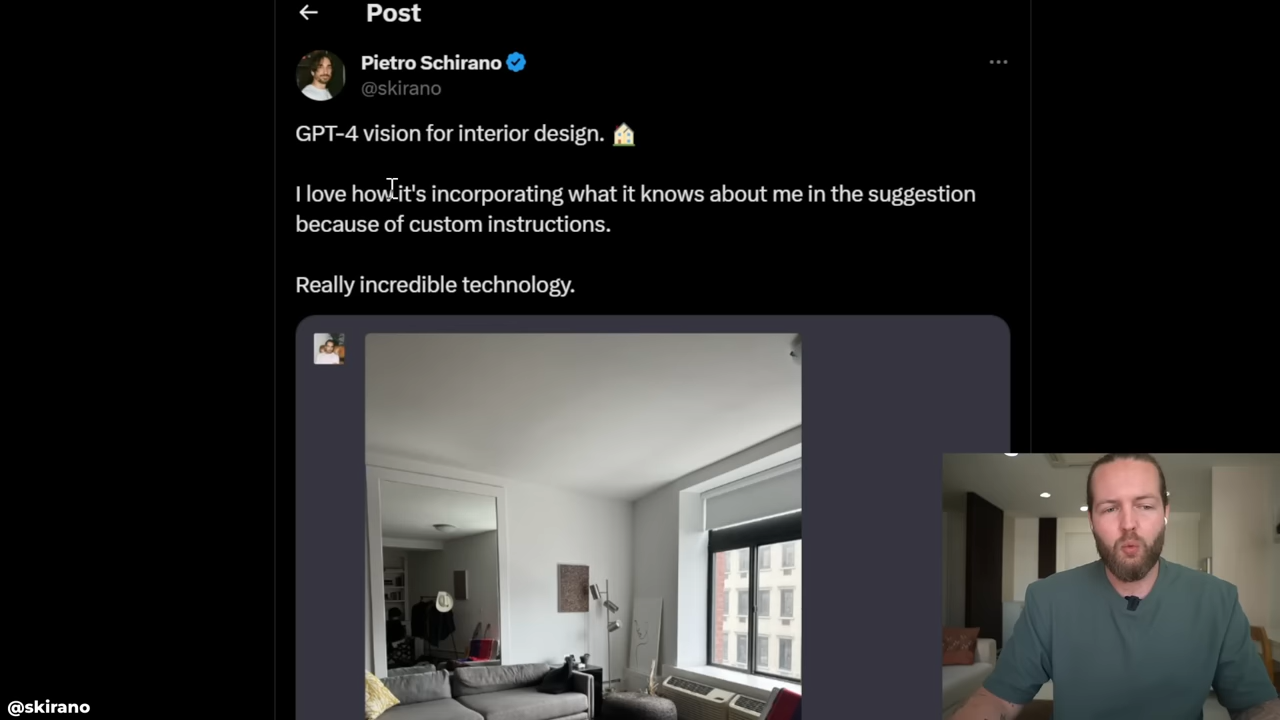 Post
Pietro Schirano
@skirano
GPT-4 vision for interior design.
I love how it's incorporating what it knows about me in the suggestion
because of custom instructions.
Really incredible technology.
@skirano